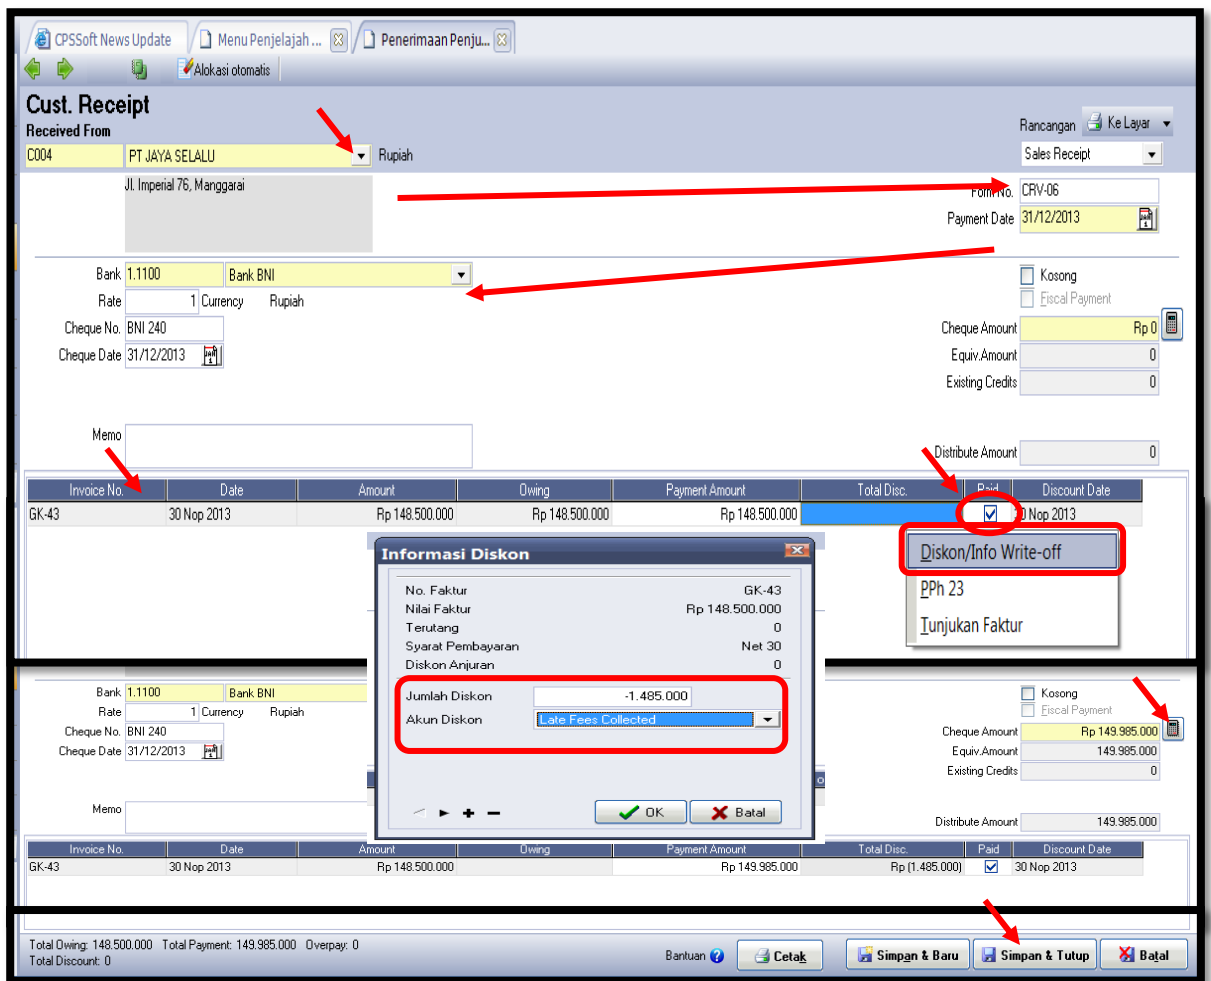 CPSSoft News Update
Menu Penjelajah ...
Penerimaan Penju...
Alokasi otomatis
Cust. Receipt
Received From
Rancangan Ke Layar
C004 PT JAYA SELALU Rupiah
Sales Receipt
Jl. Imperial 76, Manggarai
Form No. CRV-06
Payment Date 31/12/2013
Bank 1.1100 Bank BNI
Kosong
Rate 1 Currency Rupiah
Fiscal Payment
Cheque No. BNI 240
Cheque Amount Rp 0
Cheque Date 31/12/2013
Equiv.Amount 0
Existing Credits 0
Memo
Distribute Amount 0
Invoice No. Date Amount Owing Payment Amount Total Disc. Paid Discount Date
GK-43 30 Nop 2013 Rp 148.500.000 Rp 148.500.000 Rp 148.500.000 30 Nop 2013
Diskon/Info Write-off
PPh 23
Tunjukan Faktur
Informasi Diskon
No. Faktur GK-43
Nilai Faktur Rp 148.500.000
Terutang 0
Syarat Pembayaran Net 30
Diskon Anjuran 0
Jumlah Diskon -1.485.000
Akun Diskon Late Fees Collected
OK Batal
Bank 1.1100 Bank BNI
Kosong
Rate 1 Currency Rupiah
Fiscal Payment
Cheque No. BNI 240
Cheque Amount Rp 149.985.000
Cheque Date 31/12/2013
Equiv.Amount 149.985.000
Existing Credits 0
Memo
Distribute Amount 149.985.000
Invoice No. Date Amount Owing Payment Amount Total Disc. Paid Discount Date
GK-43 30 Nop 2013 Rp 148.500.000 Rp 149.985.000 Rp (1.485.000) 30 Nop 2013
Total Owing: 148.500.000 Total Payment: 149.985.000 Overpay: 0
Total Discount: 0
Bantuan Cetak Simpan & Baru Simpan & Tutup Batal